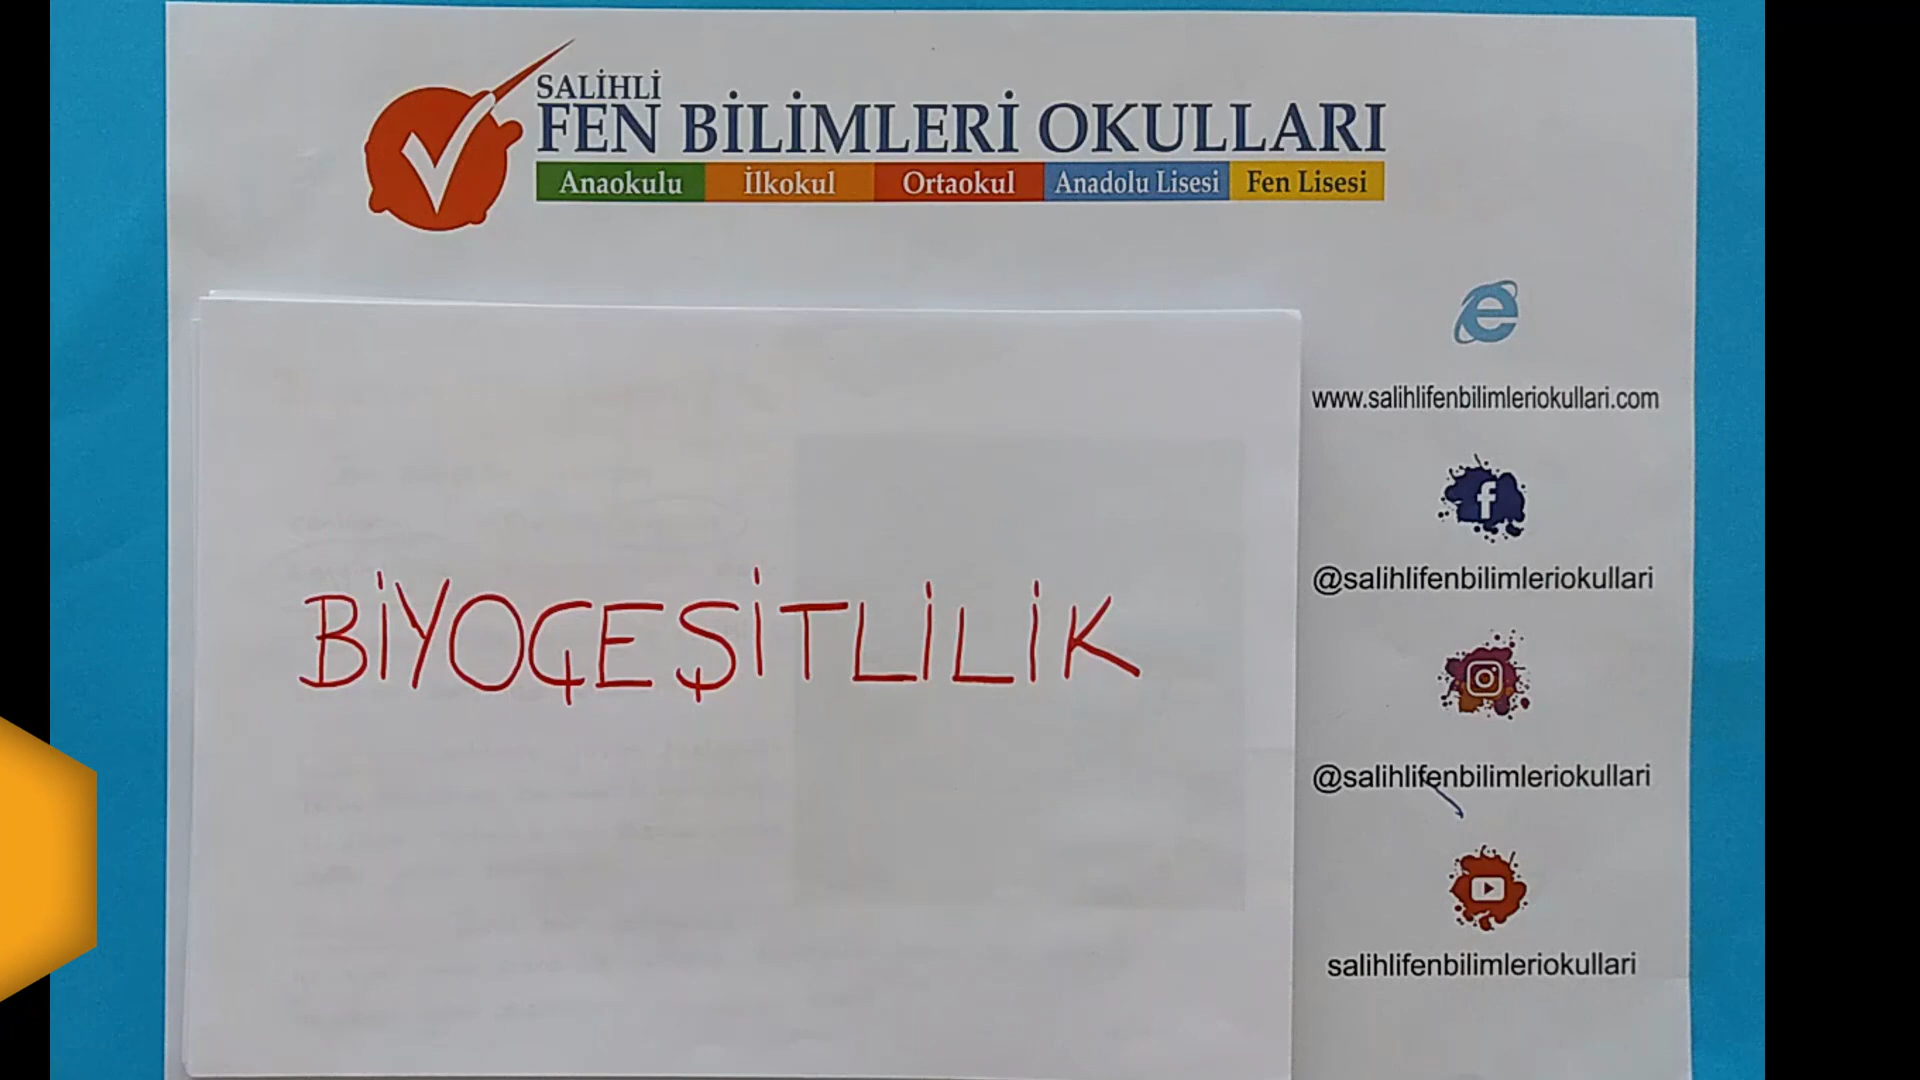 SALİHLİ
FEN BİLİMLERİ OKULLARI
Anaokulu İlkokul Ortaokul Anadolu Lisesi Fen Lisesi
www.salihlifenbilimleriokullari.com
@salihlifenbilimleriokullari
BİYOÇEŞİTLİLİK
@salihlifenbilimleriokullari
salihlifenbilimleriokullari